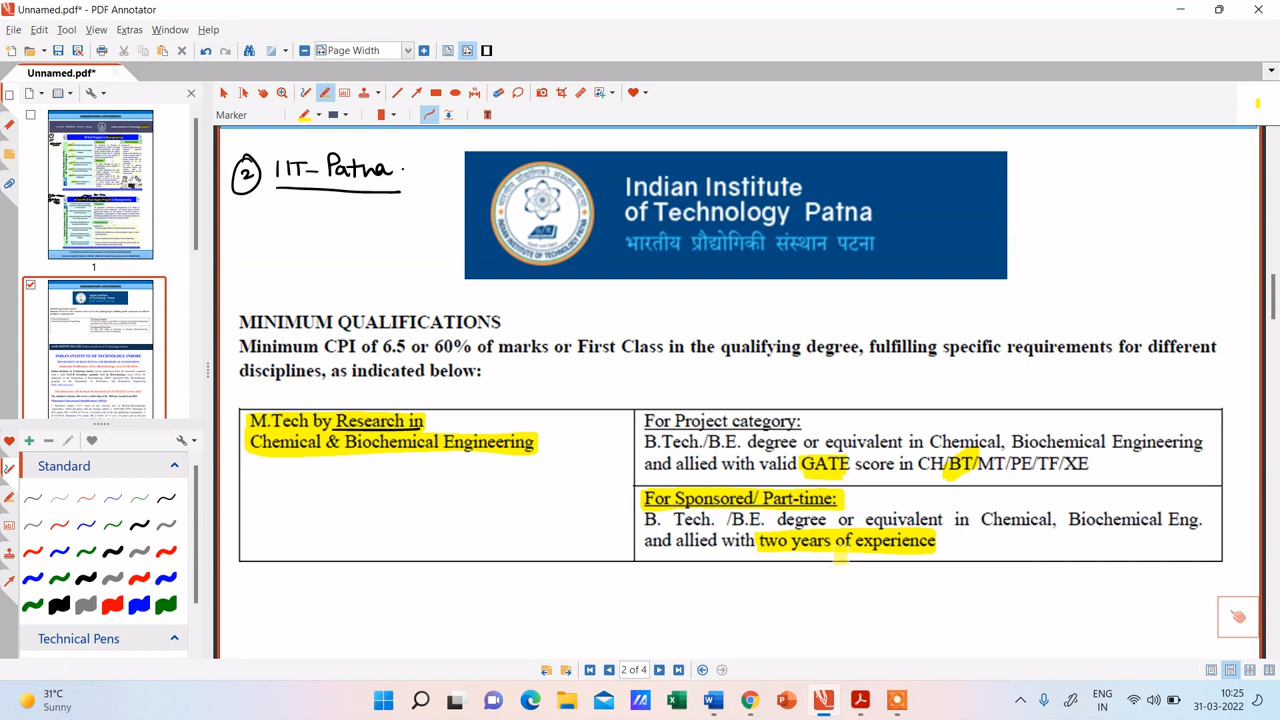 Unnamed.pdf* - PDF Annotator
File Edit Tool View Extras Window Help
Page Width
Unnamed.pdf*
Marker
1
② IIT- Patna
Indian Institute
of Technology Patna
भारतीय प्रौद्योगिकी संस्थान पटना
MINIMUM QUALIFICATIONS
Minimum CPI of 6.5 or 60% of marks or First Class in the qualifying degree, fulfilling specific requirements for different
disciplines, as indicated below:
M.Tech by Research in
Chemical & Biochemical Engineering
For Project category:
B.Tech./B.E. degree or equivalent in Chemical, Biochemical Engineering
and allied with valid GATE score in CH/BT/MT/PE/TF/XE
For Sponsored/ Part-time:
B. Tech. /B.E. degree or equivalent in Chemical, Biochemical Eng.
and allied with two years of experience
INDIAN INSTITUTE OF TECHNOLOGY INDORE
Standard
Technical Pens
2 of 4
31°C
Sunny
ENG
IN
10:25
31-03-2022